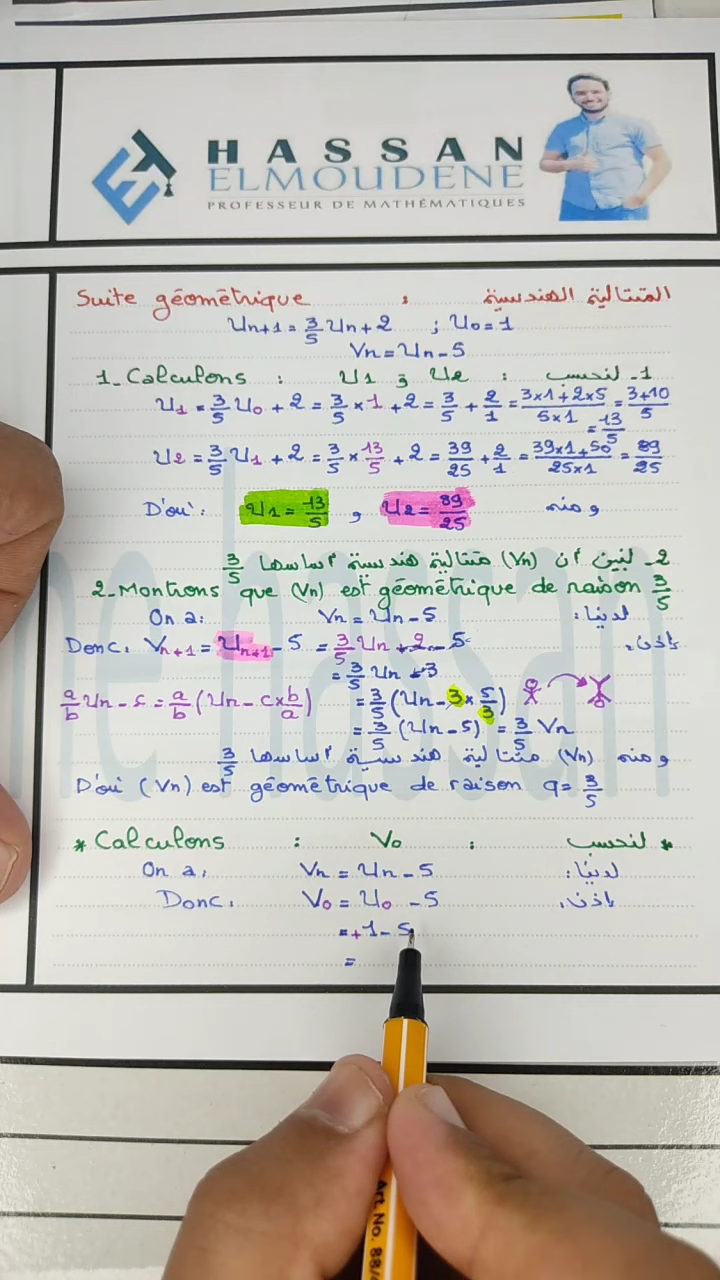 HASSAN
ELMOUDENE
PROFESSEUR DE MATHÉMATIQUES
Suite géométrique : المتتالية الهندسية
Un+1 = 3/5 Un + 2 ; U0 = 1
Vn = Un - 5
1_Calculons : U1 و U2 : 1- لنحسب
U1 = 3/5 U0 + 2 = 3/5 × 1 + 2 = 3/5 + 2/1 = (3×1+2×5)/(5×1) = (3+10)/5
= 13/5
U2 = 3/5 U1 + 2 = 3/5 × 13/5 + 2 = 39/25 + 2/1 = (39×1+50)/(25×1) = 89/25
D'où: U1 = 13/5 , U2 = 89/25 ومنه
2- لنبين أن (Vn) متتالية هندسية أساسها 3/5
2_Montrons que (Vn) est géométrique de raison 3/5
On a: Vn = Un - 5 لدينا:
Donc, Vn+1 = Un+1 - 5 = 3/5 Un + 2 - 5 إذن,
= 3/5 Un - 3
a/b Un - c = a/b (Un - c × b/a) = 3/5 (Un - 3 × 5/3)
= 3/5 (Un - 5) = 3/5 Vn
ومنه (Vn) متتالية هندسية أساسها 3/5
D'où (Vn) est géométrique de raison q = 3/5
* Calculons : V0 : لنحسب *
On a, Vn = Un - 5 لدينا:
Donc, V0 = U0 - 5 إذن,
= +1 - 5
=
Art. No. 88/